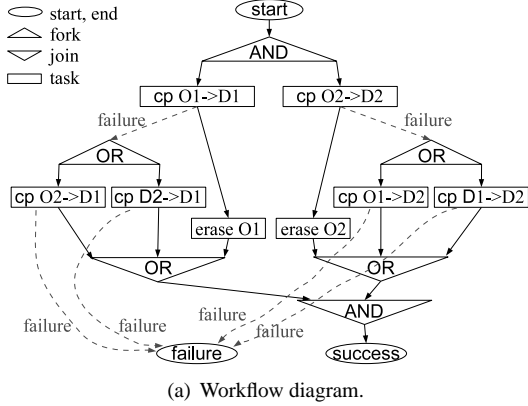 start, end
fork
join
task
start
AND
cp O1->D1
cp O2->D2
failure
failure
OR
OR
cp O2->D1
cp D2->D1
cp O1->D2
cp D1->D2
erase O1
erase O2
OR
OR
AND
failure
failure
failure
failure
failure
success
(a) Workflow diagram.